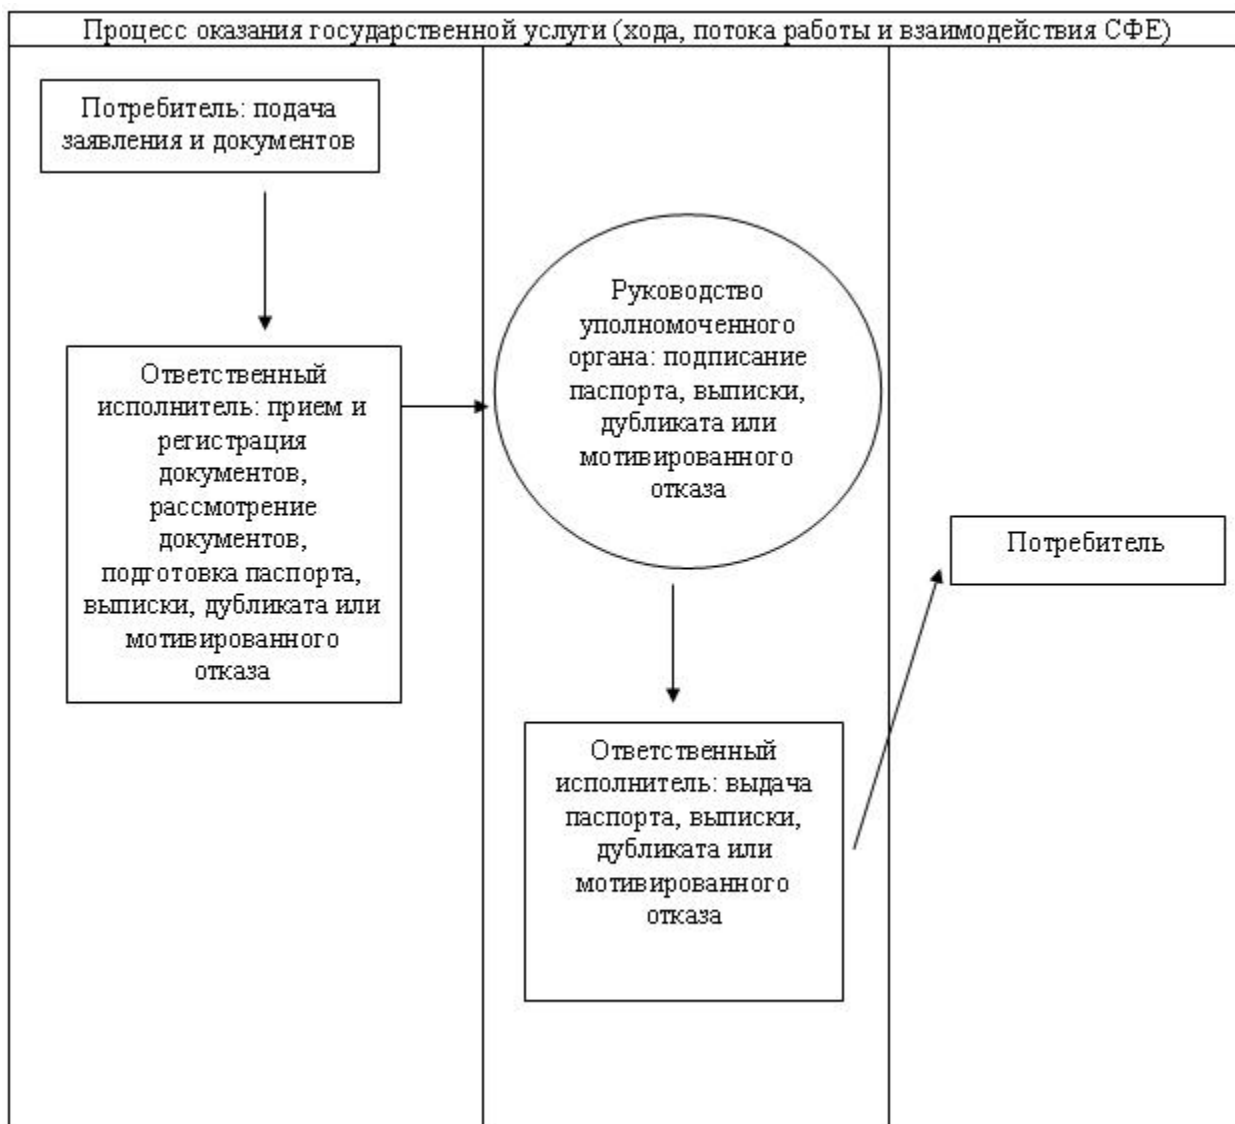 Процесс оказания государственной услуги (хода, потока работы и взаимодействия СФЕ)
Потребитель: подача
заявления и документов
Ответственный
исполнитель: прием и
регистрация
документов,
рассмотрение
документов,
подготовка паспорта,
выписки, дубликата или
мотивированного
отказа
Руководство
уполномоченного
органа: подписание
паспорта, выписки,
дубликата или
мотивированного
отказа
Ответственный
исполнитель: выдача
паспорта, выписки,
дубликата или
мотивированного
отказа
Потребитель